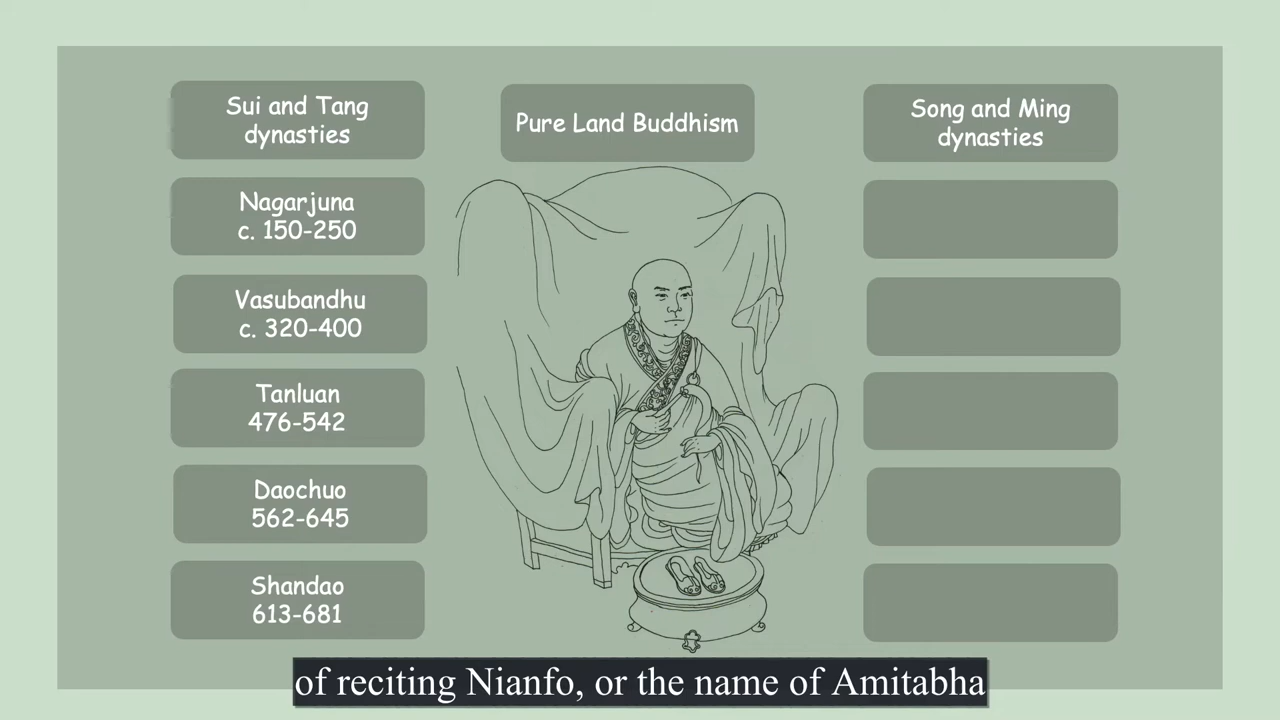 Sui and Tang
dynasties
Nagarjuna
c. 150-250
Vasubandhu
c. 320-400
Tanluan
476-542
Daochuo
562-645
Shandao
613-681
Pure Land Buddhism
Song and Ming
dynasties
of reciting Nianfo, or the name of Amitabha